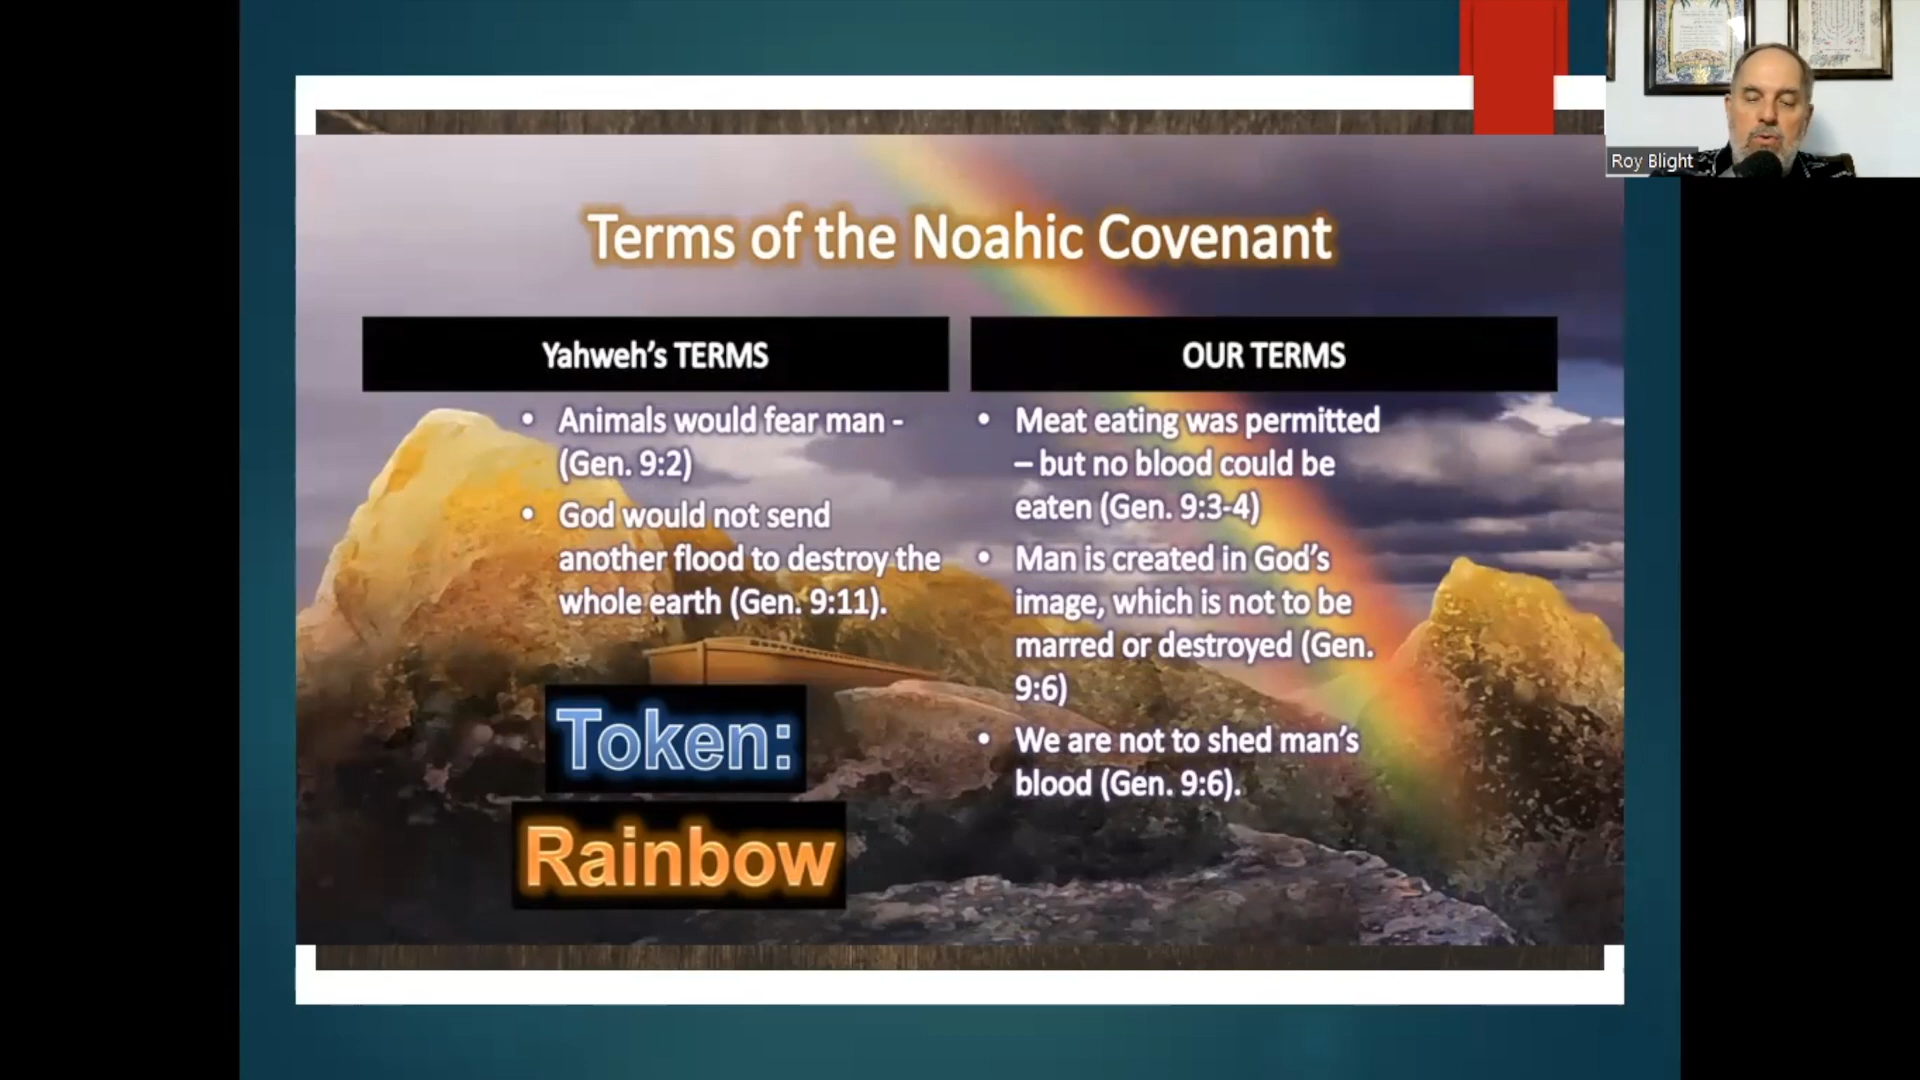 Roy Blight
Terms of the Noahic Covenant
Yahweh's TERMS
• Animals would fear man -
(Gen. 9:2)
• God would not send
another flood to destroy the
whole earth (Gen. 9:11).
Token:
Rainbow
OUR TERMS
• Meat eating was permitted
– but no blood could be
eaten (Gen. 9:3-4)
• Man is created in God's
image, which is not to be
marred or destroyed (Gen.
9:6)
• We are not to shed man's
blood (Gen. 9:6).